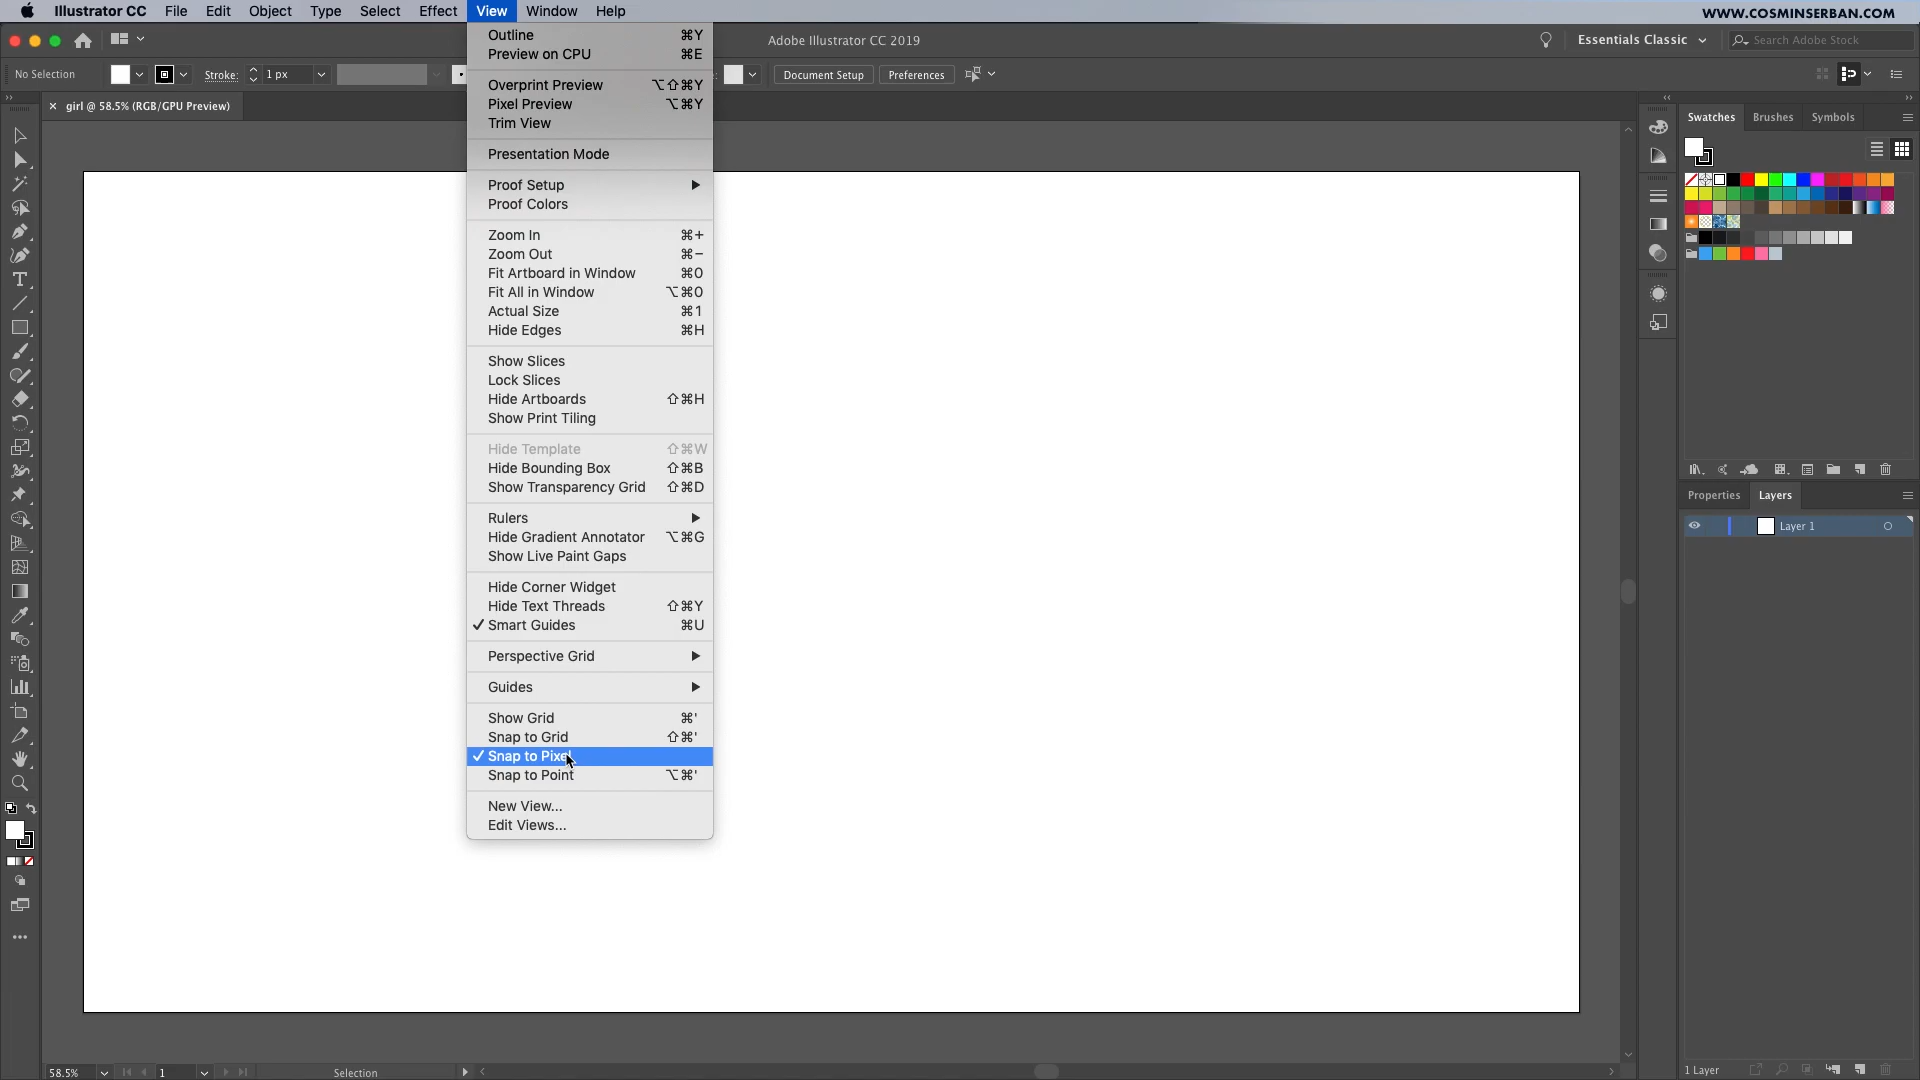 Illustrator CC File Edit Object Type Select Effect View Window Help
WWW.COSMINSERBAN.COM
Adobe Illustrator CC 2019
Essentials Classic
Search Adobe Stock
No Selection
Stroke:
1 px
Document Setup
Preferences
girl @ 58.5% (RGB/GPU Preview)
Outline ⌘Y
Preview on CPU ⌘E
Overprint Preview ⌥⇧⌘Y
Pixel Preview ⌥⌘Y
Trim View
Presentation Mode
Proof Setup
Proof Colors
Zoom In ⌘+
Zoom Out ⌘−
Fit Artboard in Window ⌘0
Fit All in Window ⌥⌘0
Actual Size ⌘1
Hide Edges ⌘H
Show Slices
Lock Slices
Hide Artboards ⇧⌘H
Show Print Tiling
Hide Template ⇧⌘W
Hide Bounding Box ⇧⌘B
Show Transparency Grid ⇧⌘D
Rulers
Hide Gradient Annotator ⌥⌘G
Show Live Paint Gaps
Hide Corner Widget
Hide Text Threads ⇧⌘Y
Smart Guides ⌘U
Perspective Grid
Guides
Show Grid ⌘'
Snap to Grid ⇧⌘'
Snap to Pixel
Snap to Point ⌥⌘'
New View...
Edit Views...
Swatches Brushes Symbols
Properties Layers
Layer 1
1 Layer
58.5%
1
Selection